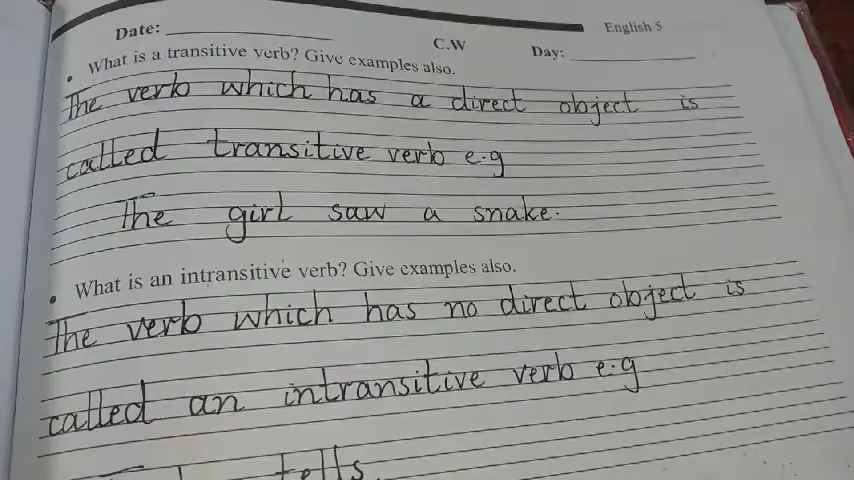 English 5
Date: C.W Day:
• What is a transitive verb? Give examples also.
The verb which has a direct object is
called transitive verb e.g
The girl saw a snake.
• What is an intransitive verb? Give examples also.
The verb which has no direct object is
called an intransitive verb e.g
tells